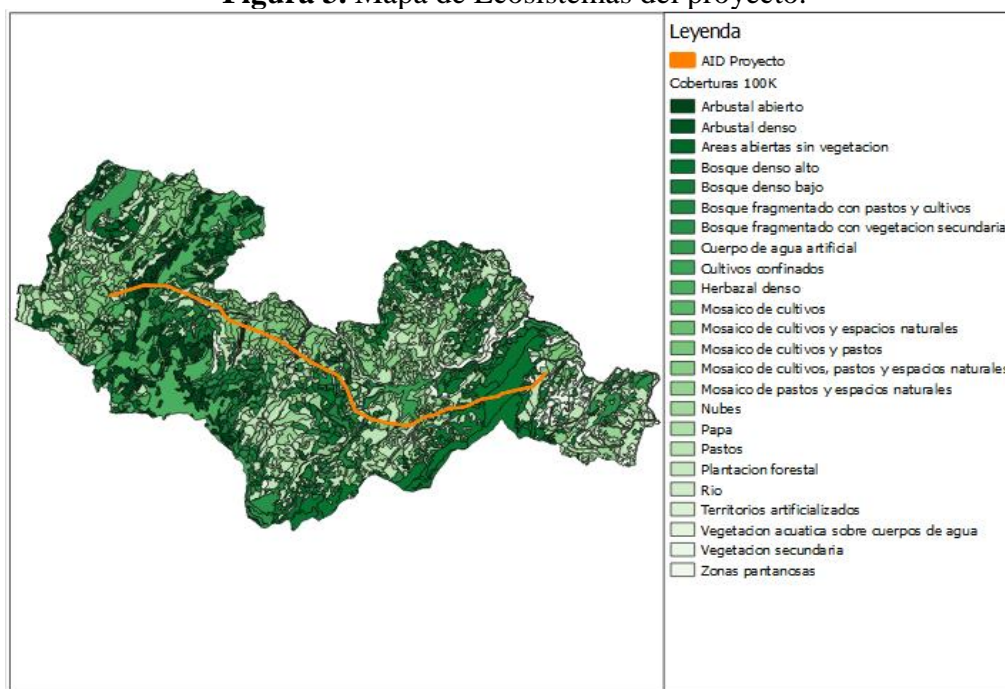 Figura 3. Mapa de Ecosistemas del proyecto.
Leyenda
AID Proyecto
Coberturas 100K
Arbustal abierto
Arbustal denso
Areas abiertas sin vegetacion
Bosque denso alto
Bosque denso bajo
Bosque fragmentado con pastos y cultivos
Bosque fragmentado con vegetacion secundaria
Cuerpo de agua artificial
Cultivos confinados
Herbazal denso
Mosaico de cultivos
Mosaico de cultivos y espacios naturales
Mosaico de cultivos y pastos
Mosaico de cultivos, pastos y espacios naturales
Mosaico de pastos y espacios naturales
Nubes
Papa
Pastos
Plantacion forestal
Rio
Territorios artificializados
Vegetacion acuatica sobre cuerpos de agua
Vegetacion secundaria
Zonas pantanosas